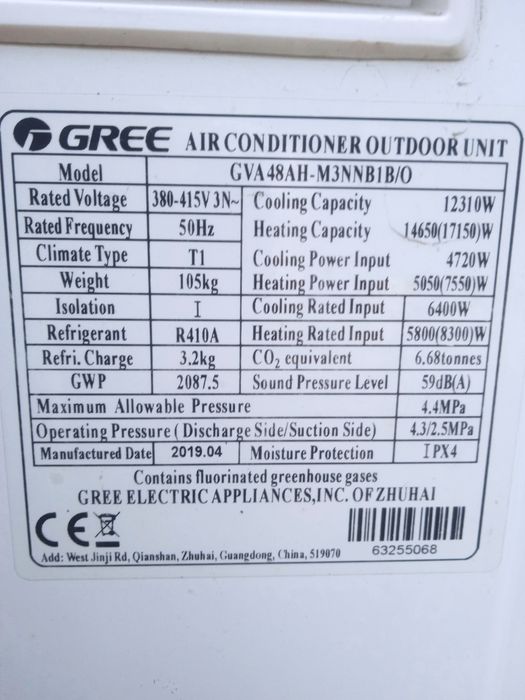 GREE AIR CONDITIONER OUTDOOR UNIT
Model GVA48AH-M3NNB1B/O
Rated Voltage 380-415V 3N~ Cooling Capacity 12310W
Rated Frequency 50Hz Heating Capacity 14650(17150)W
Climate Type T1 Cooling Power Input 4720W
Weight 105kg Heating Power Input 5050(7550)W
Isolation I Cooling Rated Input 6400W
Refrigerant R410A Heating Rated Input 5800(8300)W
Refri. Charge 3.2kg CO₂ equivalent 6.68tonnes
GWP 2087.5 Sound Pressure Level 59dB(A)
Maximum Allowable Pressure 4.4MPa
Operating Pressure ( Discharge Side/Suction Side) 4.3/2.5MPa
Manufactured Date 2019.04 Moisture Protection IPX4
Contains fluorinated greenhouse gases
GREE ELECTRIC APPLIANCES,INC. OF ZHUHAI
CE
63255068
Add: West Jinji Rd, Qianshan, Zhuhai, Guangdong, China, 519070